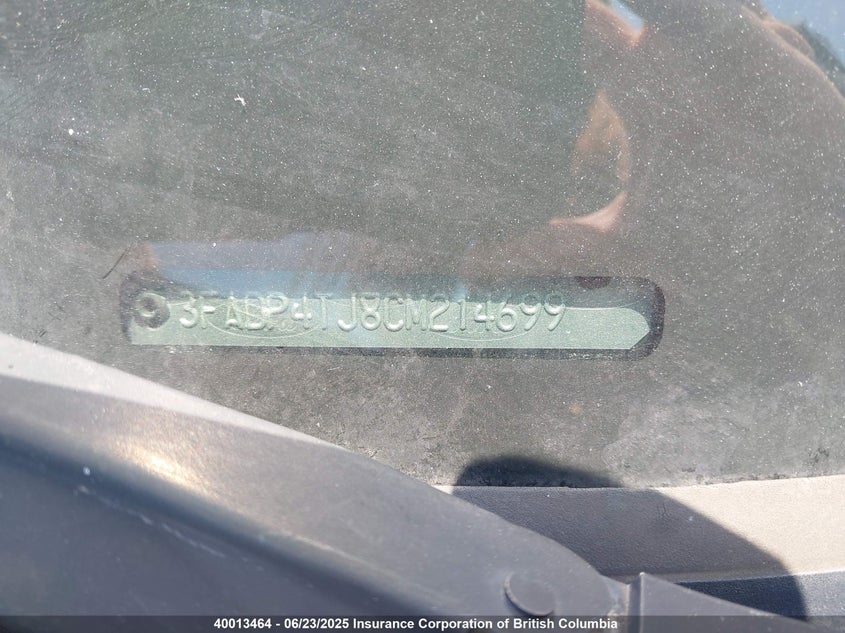 3FADP4TJ8CM214699
40013464 - 06/23/2025 Insurance Corporation of British Columbia